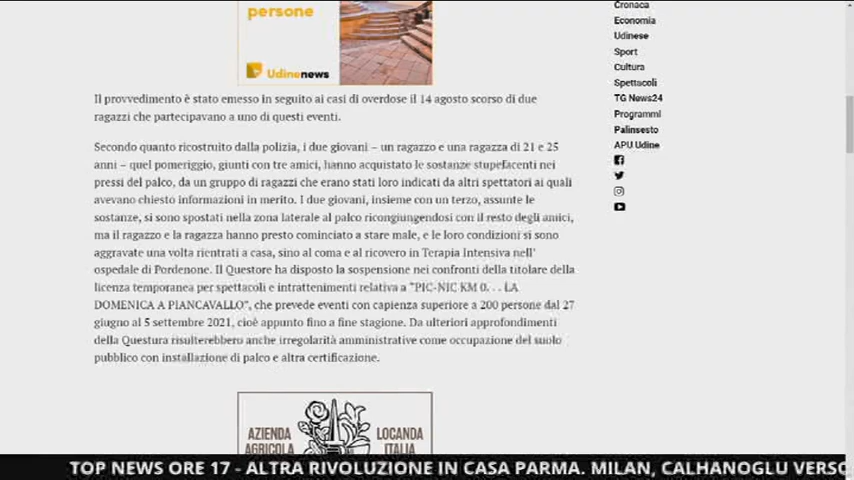 persone
Udinenews
Il provvedimento è stato emesso in seguito ai casi di overdose il 14 agosto scorso di due
ragazzi che partecipavano a uno di questi eventi.
Secondo quanto ricostruito dalla polizia, i due giovani – un ragazzo e una ragazza di 21 e 25
anni – quel pomeriggio, giunti con tre amici, hanno acquistato le sostanze stupefacenti nei
pressi del palco, da un gruppo di ragazzi che erano stati loro indicati da altri spettatori ai quali
avevano chiesto informazioni in merito. I due giovani, insieme con un terzo, assunte le
sostanze, si sono spostati nella zona laterale al palco ricongiungendosi con il resto degli amici,
ma il ragazzo e la ragazza hanno presto cominciato a stare male, e le loro condizioni si sono
aggravate una volta rientrati a casa, sino al coma e al ricovero in Terapia Intensiva nell'
ospedale di Pordenone. Il Questore ha disposto la sospensione nei confronti della titolare della
licenza temporanea per spettacoli e intrattenimenti relativa a “PIC-NIC KM 0. . . LA
DOMENICA A PIANCAVALLO”, che prevede eventi con capienza superiore a 200 persone dal 27
giugno al 5 settembre 2021, cioè appunto fino a fine stagione. Da ulteriori approfondimenti
della Questura risulterebbero anche irregolarità amministrative come occupazione del suolo
pubblico con installazione di palco e altra certificazione.
AZIENDA
AGRICOLA
LOCANDA
ITALIA
Cronaca
Economia
Udinese
Sport
Cultura
Spettacoli
TG News24
Programmi
Palinsesto
APU Udine
TOP NEWS ORE 17 - ALTRA RIVOLUZIONE IN CASA PARMA. MILAN, CALHANOGLU VERSO